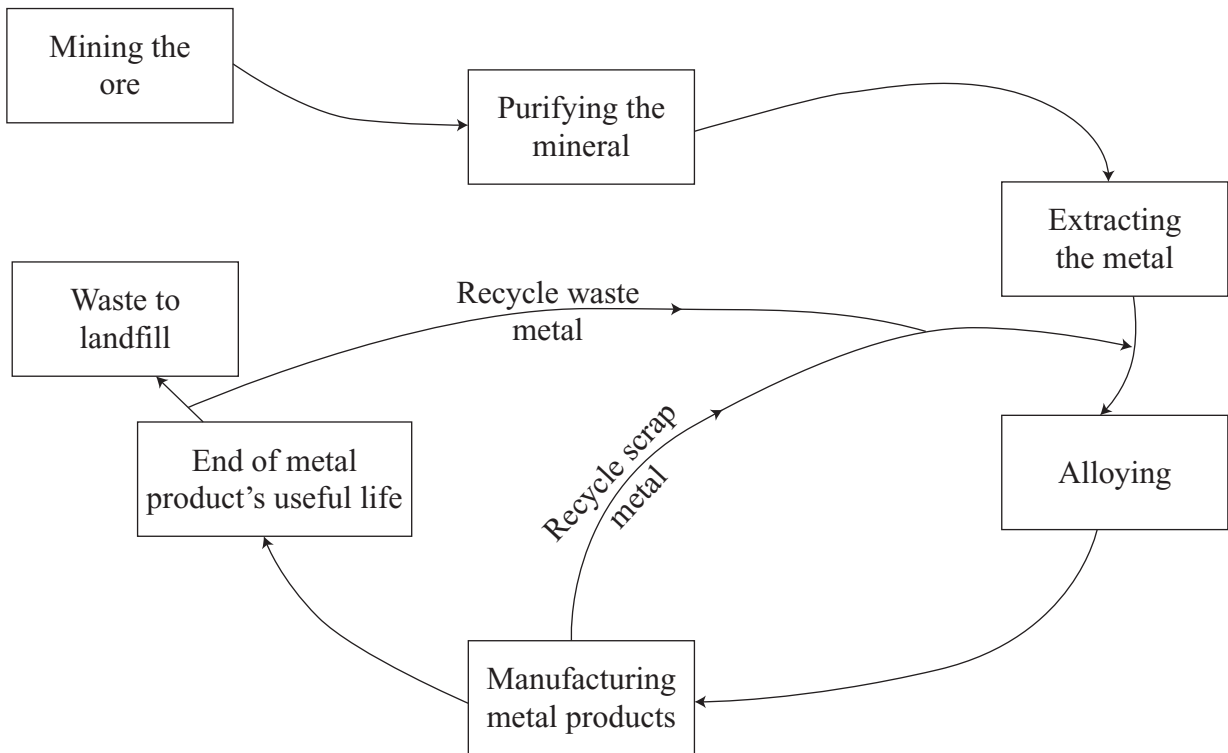 Mining the
ore
Purifying the
mineral
Extracting
the metal
Waste to
landfill
Recycle waste
metal
Recycle scrap
metal
End of metal
product’s useful life
Alloying
Manufacturing
metal products